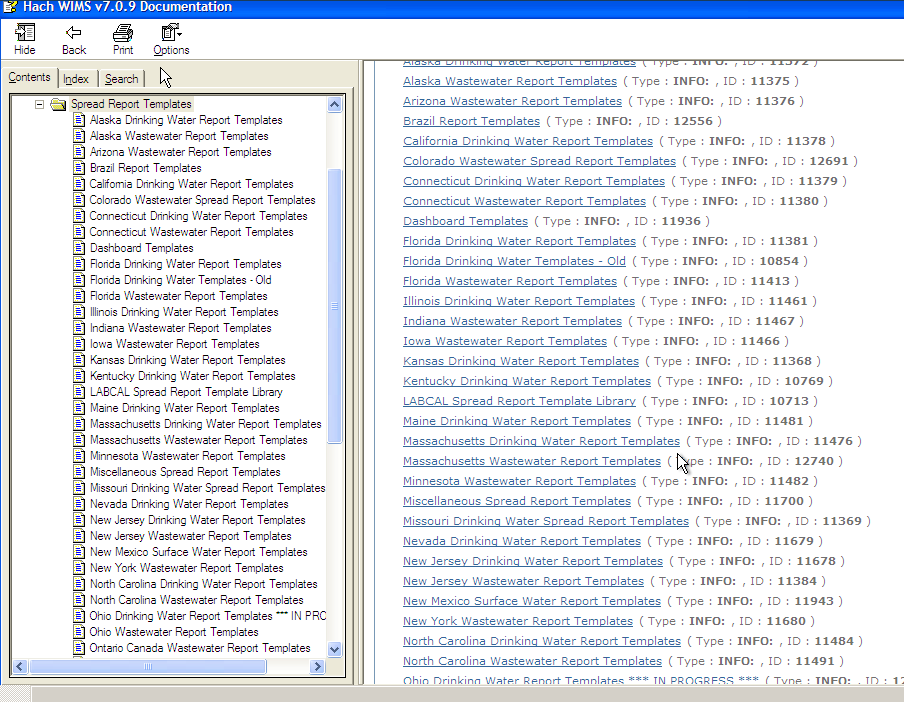 Hach WIMS v7.0.9 Documentation
Hide Back Print Options
Contents Index Search
Spread Report Templates
Alaska Drinking Water Report Templates
Alaska Wastewater Report Templates
Arizona Wastewater Report Templates
Brazil Report Templates
California Drinking Water Report Templates
Colorado Wastewater Spread Report Templates
Connecticut Drinking Water Report Templates
Connecticut Wastewater Report Templates
Dashboard Templates
Florida Drinking Water Report Templates
Florida Drinking Water Templates - Old
Florida Wastewater Report Templates
Illinois Drinking Water Report Templates
Indiana Wastewater Report Templates
Iowa Wastewater Report Templates
Kansas Drinking Water Report Templates
Kentucky Drinking Water Report Templates
LABCAL Spread Report Template Library
Maine Drinking Water Report Templates
Massachusetts Drinking Water Report Templates
Massachusetts Wastewater Report Templates
Minnesota Wastewater Report Templates
Miscellaneous Spread Report Templates
Missouri Drinking Water Spread Report Templates
Nevada Drinking Water Report Templates
New Jersey Drinking Water Report Templates
New Jersey Wastewater Report Templates
New Mexico Surface Water Report Templates
New York Wastewater Report Templates
North Carolina Drinking Water Report Templates
North Carolina Wastewater Report Templates
Ohio Drinking Water Report Templates *** IN PRO
Ohio Wastewater Report Templates
Ontario Canada Wastewater Report Templates
Alaska Drinking Water Report Templates ( Type : INFO: , ID : 11372 )
Alaska Wastewater Report Templates ( Type : INFO: , ID : 11375 )
Arizona Wastewater Report Templates ( Type : INFO: , ID : 11376 )
Brazil Report Templates ( Type : INFO: , ID : 12556 )
California Drinking Water Report Templates ( Type : INFO: , ID : 11378 )
Colorado Wastewater Spread Report Templates ( Type : INFO: , ID : 12691 )
Connecticut Drinking Water Report Templates ( Type : INFO: , ID : 11379 )
Connecticut Wastewater Report Templates ( Type : INFO: , ID : 11380 )
Dashboard Templates ( Type : INFO: , ID : 11936 )
Florida Drinking Water Report Templates ( Type : INFO: , ID : 11381 )
Florida Drinking Water Templates - Old ( Type : INFO: , ID : 10854 )
Florida Wastewater Report Templates ( Type : INFO: , ID : 11413 )
Illinois Drinking Water Report Templates ( Type : INFO: , ID : 11461 )
Indiana Wastewater Report Templates ( Type : INFO: , ID : 11467 )
Iowa Wastewater Report Templates ( Type : INFO: , ID : 11466 )
Kansas Drinking Water Report Templates ( Type : INFO: , ID : 11368 )
Kentucky Drinking Water Report Templates ( Type : INFO: , ID : 10769 )
LABCAL Spread Report Template Library ( Type : INFO: , ID : 10713 )
Maine Drinking Water Report Templates ( Type : INFO: , ID : 11481 )
Massachusetts Drinking Water Report Templates ( Type : INFO: , ID : 11476 )
Massachusetts Wastewater Report Templates ( Type : INFO: , ID : 12740 )
Minnesota Wastewater Report Templates ( Type : INFO: , ID : 11482 )
Miscellaneous Spread Report Templates ( Type : INFO: , ID : 11700 )
Missouri Drinking Water Spread Report Templates ( Type : INFO: , ID : 11369 )
Nevada Drinking Water Report Templates ( Type : INFO: , ID : 11679 )
New Jersey Drinking Water Report Templates ( Type : INFO: , ID : 11678 )
New Jersey Wastewater Report Templates ( Type : INFO: , ID : 11384 )
New Mexico Surface Water Report Templates ( Type : INFO: , ID : 11943 )
New York Wastewater Report Templates ( Type : INFO: , ID : 11680 )
North Carolina Drinking Water Report Templates ( Type : INFO: , ID : 11484 )
North Carolina Wastewater Report Templates ( Type : INFO: , ID : 11491 )
Ohio Drinking Water Report Templates *** IN PROGRESS *** ( Type : INFO: , ID : 12